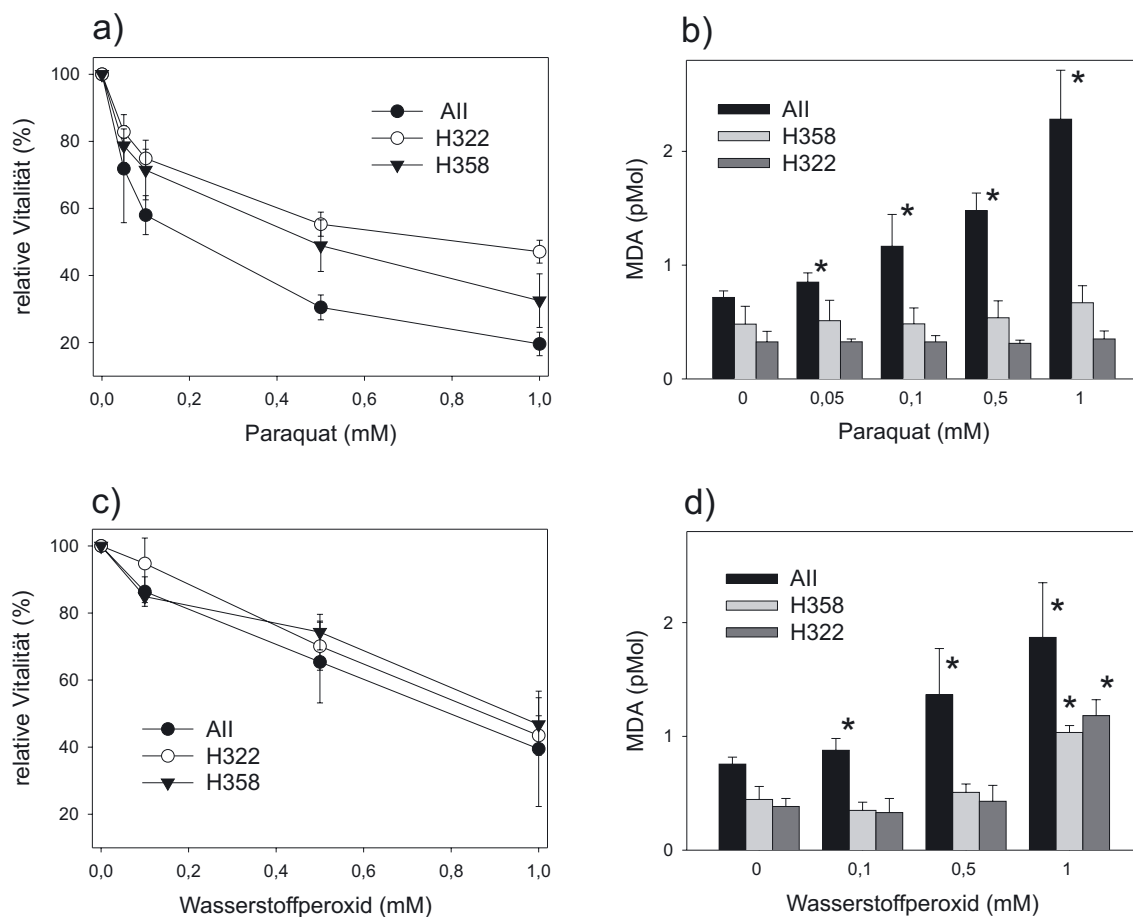 a)
relative Vitalität (%)
100
80
60
40
20
AII
H322
H358
0,0 0,2 0,4 0,6 0,8 1,0
Paraquat (mM)
b)
MDA (pMol)
2
1
0
AII
H358
H322
* * * *
0 0,05 0,1 0,5 1
Paraquat (mM)
c)
relative Vitalität (%)
100
80
60
40
20
AII
H322
H358
0,0 0,2 0,4 0,6 0,8 1,0
Wasserstoffperoxid (mM)
d)
MDA (pMol)
2
1
0
AII
H358
H322
* * * * *
0 0,1 0,5 1
Wasserstoffperoxid (mM)